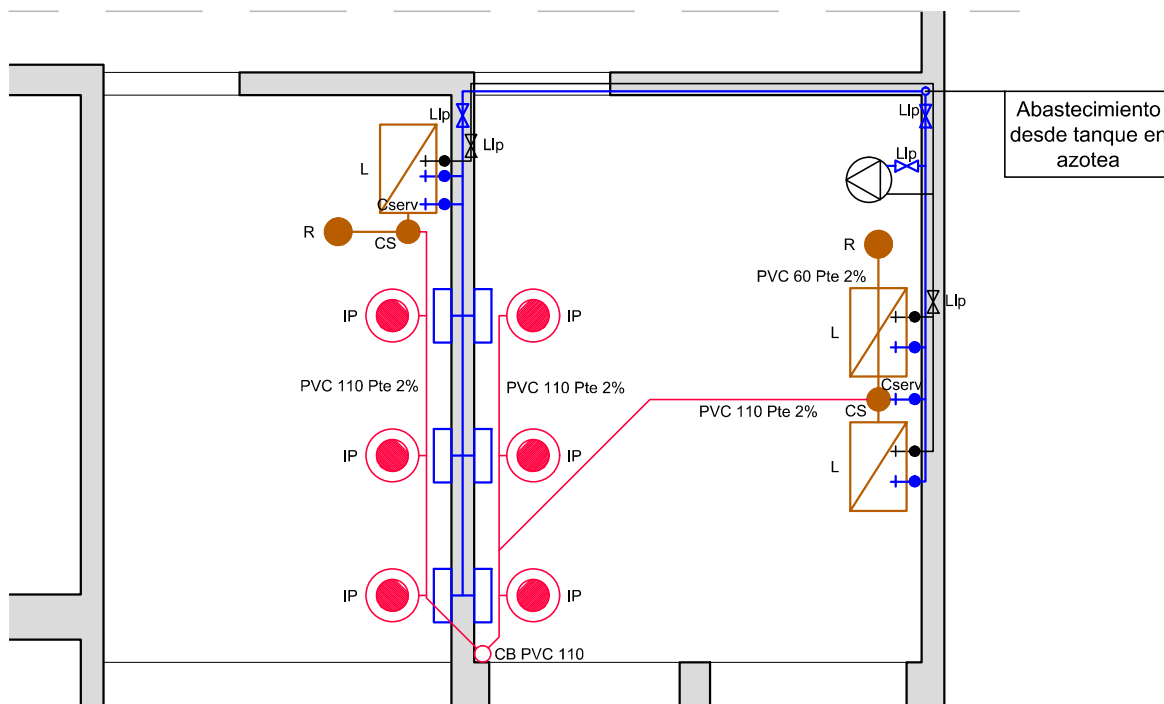 Llp
Llp
Abastecimiento
desde tanque en
azotea
Llp
Llp
L
Cserv
R
CS
R
PVC 60 Pte 2%
Llp
IP
IP
L
PVC 110 Pte 2%
PVC 110 Pte 2%
Cserv
PVC 110 Pte 2%
CS
IP
IP
L
IP
IP
CB PVC 110